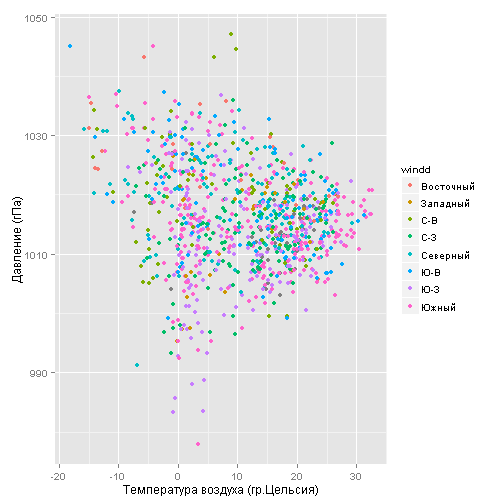 1050
1030
1010
990
Давление (гПа)
-20
-10
0
10
20
30
Температура воздуха (гр.Цельсия)
windd
Восточный
Западный
С-В
С-З
Северный
Ю-В
Ю-З
Южный